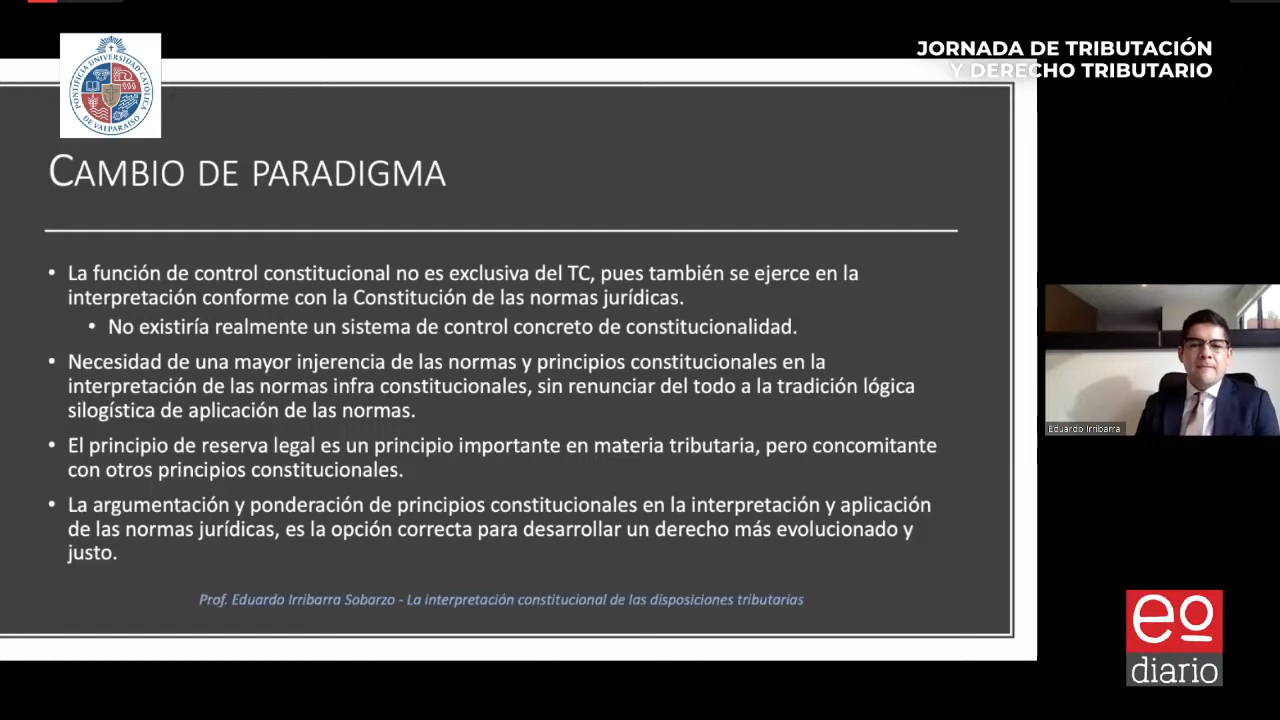 JORNADA DE TRIBUTACIÓN
Y DERECHO TRIBUTARIO
PONTIFICIA UNIVERSIDAD CATÓLICA
DE VALPARAÍSO
CAMBIO DE PARADIGMA
• La función de control constitucional no es exclusiva del TC, pues también se ejerce en la
interpretación conforme con la Constitución de las normas jurídicas.
• No existiría realmente un sistema de control concreto de constitucionalidad.
• Necesidad de una mayor injerencia de las normas y principios constitucionales en la
interpretación de las normas infra constitucionales, sin renunciar del todo a la tradición lógica
silogística de aplicación de las normas.
• El principio de reserva legal es un principio importante en materia tributaria, pero concomitante
con otros principios constitucionales.
• La argumentación y ponderación de principios constitucionales en la interpretación y aplicación
de las normas jurídicas, es la opción correcta para desarrollar un derecho más evolucionado y
justo.
Prof. Eduardo Irribarra Sobarzo - La interpretación constitucional de las disposiciones tributarias
Eduardo Irribarra
eo
diario